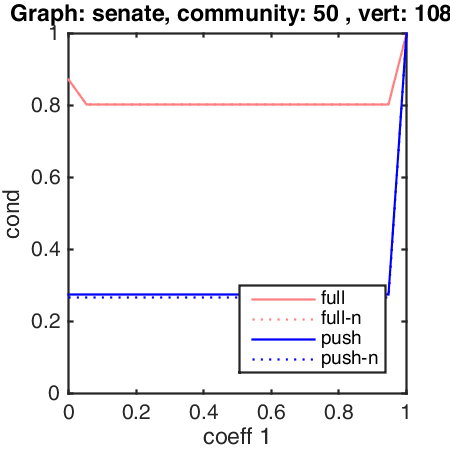 Graph: senate, community: 50 , vert: 108
1
0.8
0.6
0.4
0.2
0
cond
0 0.2 0.4 0.6 0.8 1
coeff 1
full
full-n
push
push-n